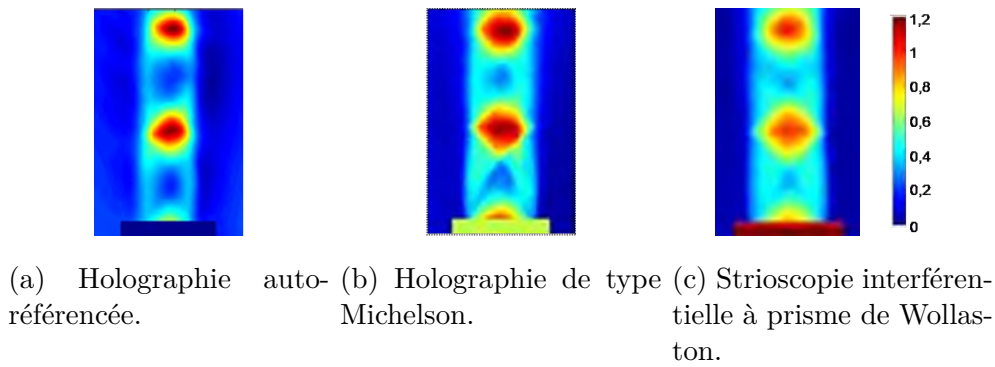 1,2
1
0,8
0,6
0,4
0,2
0
(a) Holographie auto-
référencée.
(b) Holographie de type
Michelson.
(c) Strioscopie interféren-
tielle à prisme de Wollas-
ton.